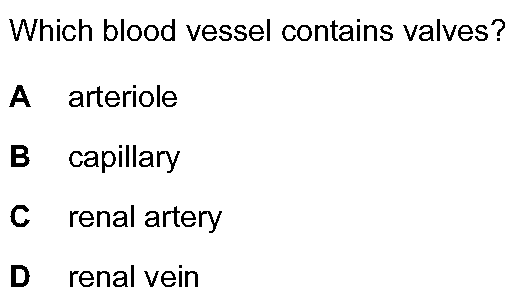 Which blood vessel contains valves?
A arteriole
B capillary
C renal artery
D renal vein